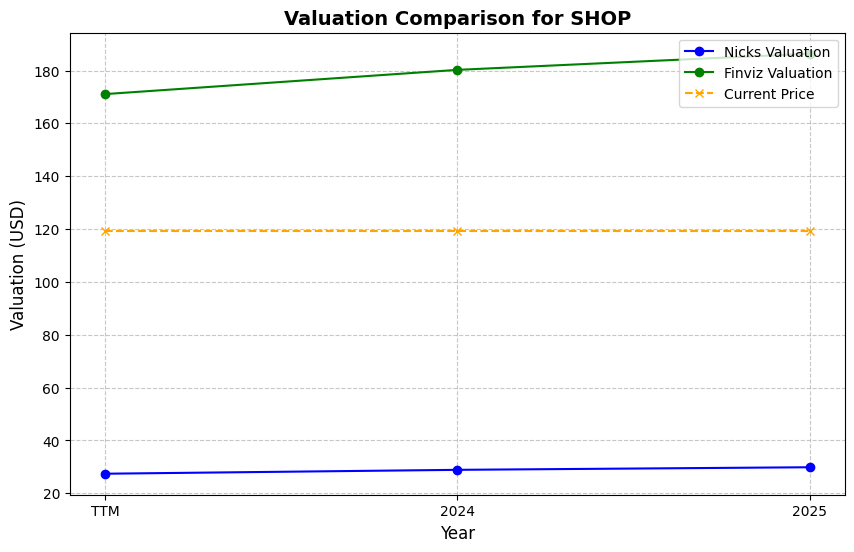 Valuation Comparison for SHOP
Nicks Valuation
Finviz Valuation
Current Price
Valuation (USD)
180
160
140
120
100
80
60
40
20
TTM
2024
2025
Year